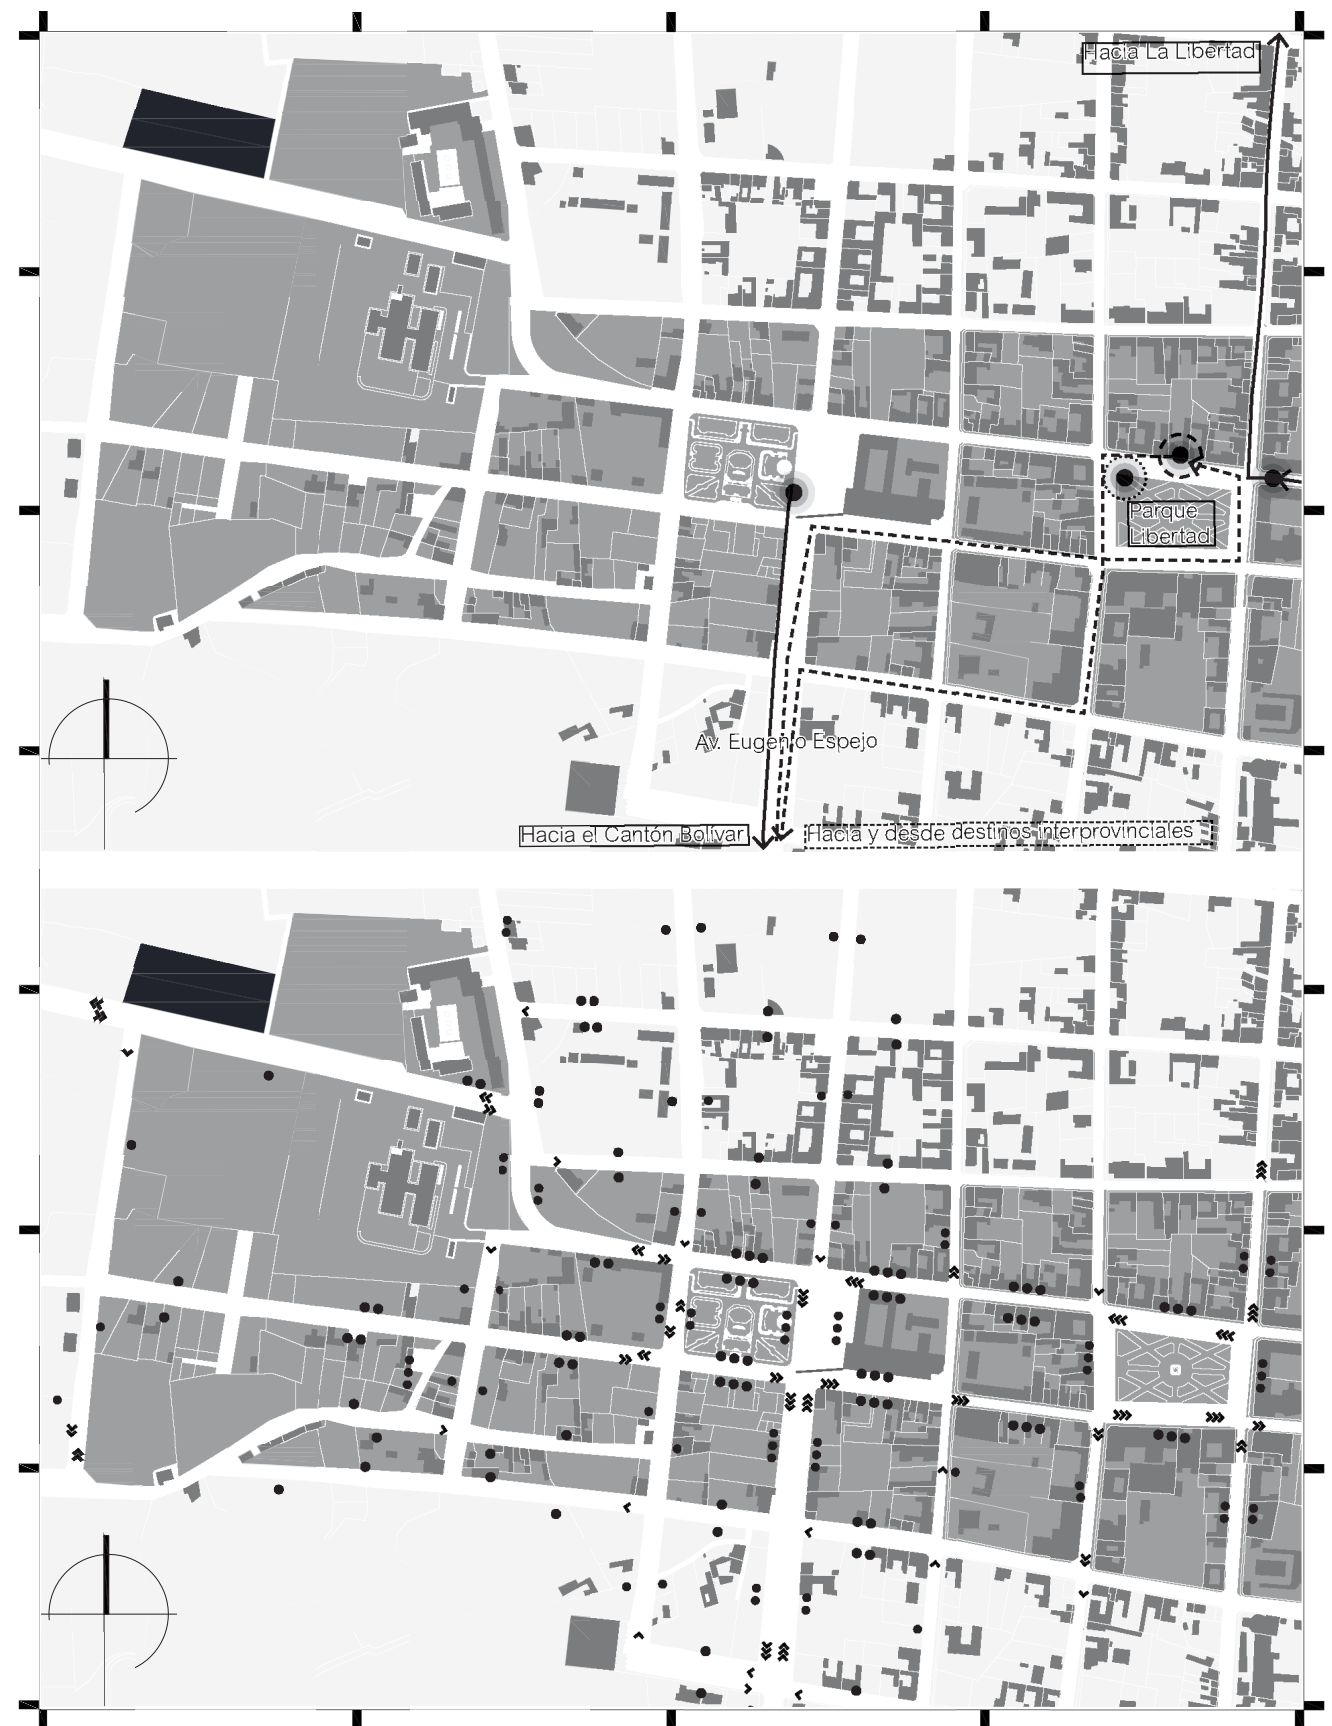 Hacia La Libertad
Parque
Libertad
Av. Eugenio Espejo
Hacia el Cantón Bolívar
Hacia y desde destinos interprovinciales